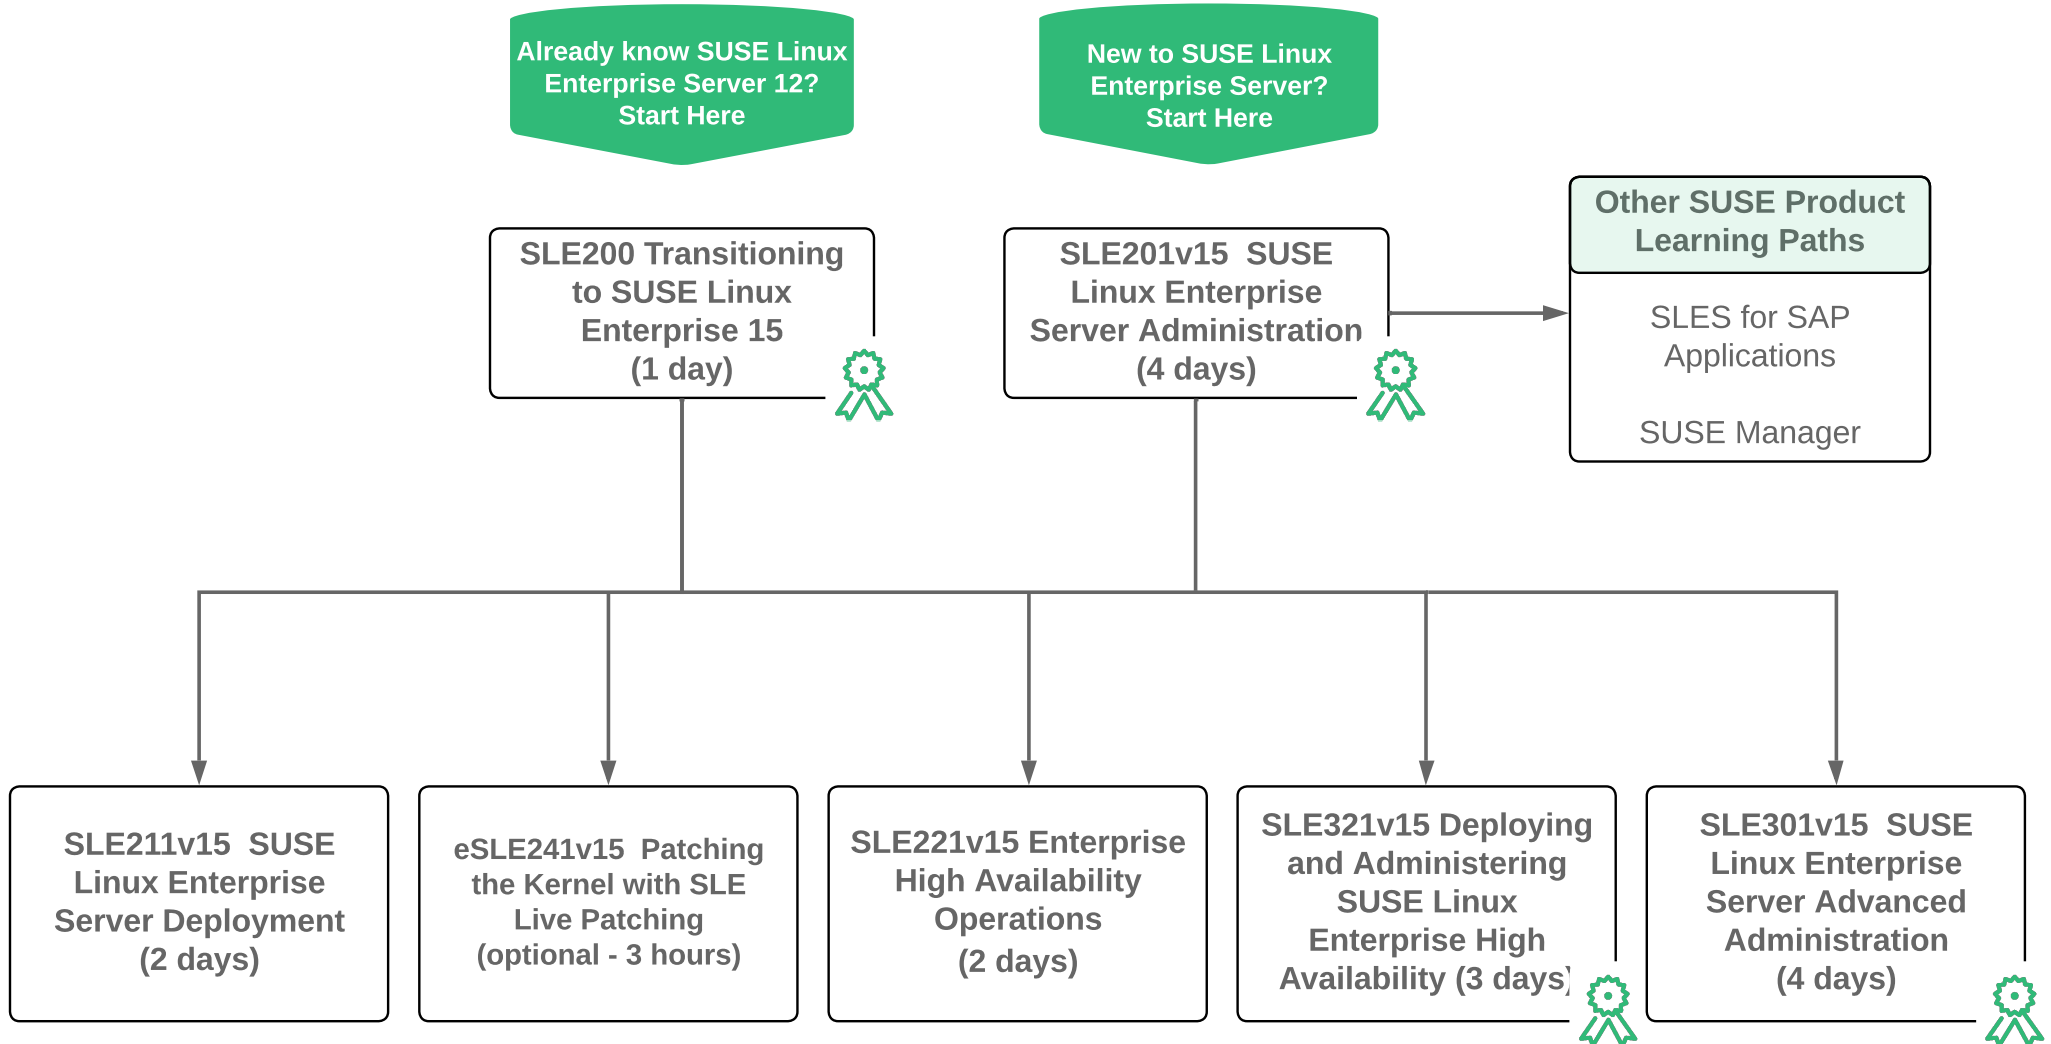 Already know SUSE Linux
Enterprise Server 12?
Start Here
New to SUSE Linux
Enterprise Server?
Start Here
SLE200 Transitioning
to SUSE Linux
Enterprise 15
(1 day)
SLE201v15  SUSE
Linux Enterprise
Server Administration
(4 days)
Other SUSE Product
Learning Paths
SLES for SAP
Applications
SUSE Manager
SLE211v15  SUSE
Linux Enterprise
Server Deployment
(2 days)
eSLE241v15  Patching
the Kernel with SLE
Live Patching
(optional - 3 hours)
SLE221v15 Enterprise
High Availability
Operations
(2 days)
SLE321v15 Deploying
and Administering
SUSE Linux
Enterprise High
Availability (3 days)
SLE301v15  SUSE
Linux Enterprise
Server Advanced
Administration
(4 days)